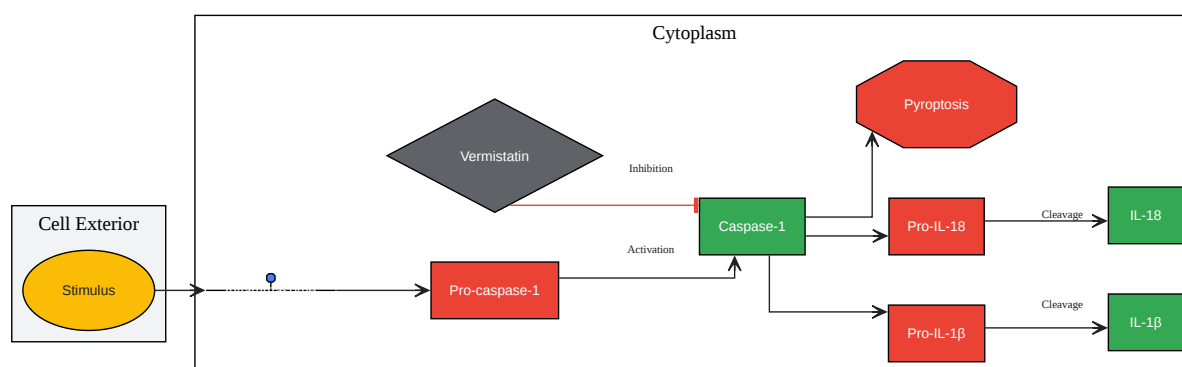 Cytoplasm
Pyroptosis
Vermistatin
Inhibition
Cell Exterior
Caspase-1
Pro-IL-18
Cleavage
IL-18
Activation
Stimulus
Pro-caspase-1
Cleavage
Pro-IL-1β
IL-1β